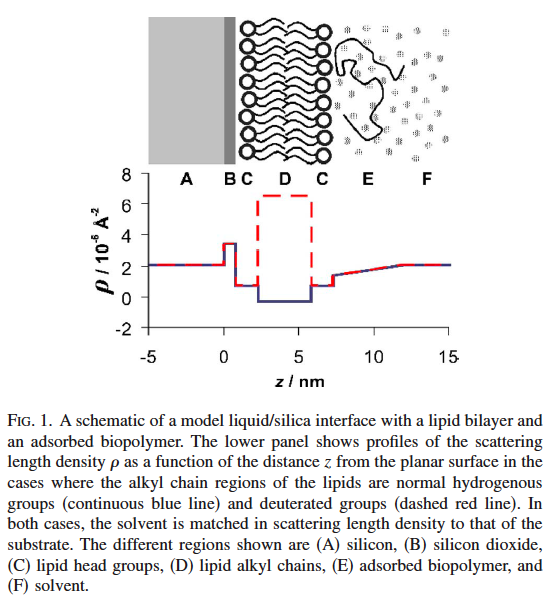 A B C D C E F
8
6
4
2
0
-2
ρ / 10⁻⁶ Å⁻²
-5 0 5 10 15
z / nm
FIG. 1. A schematic of a model liquid/silica interface with a lipid bilayer and
an adsorbed biopolymer. The lower panel shows profiles of the scattering
length density ρ as a function of the distance z from the planar surface in the
cases where the alkyl chain regions of the lipids are normal hydrogenous
groups (continuous blue line) and deuterated groups (dashed red line). In
both cases, the solvent is matched in scattering length density to that of the
substrate. The different regions shown are (A) silicon, (B) silicon dioxide,
(C) lipid head groups, (D) lipid alkyl chains, (E) adsorbed biopolymer, and
(F) solvent.